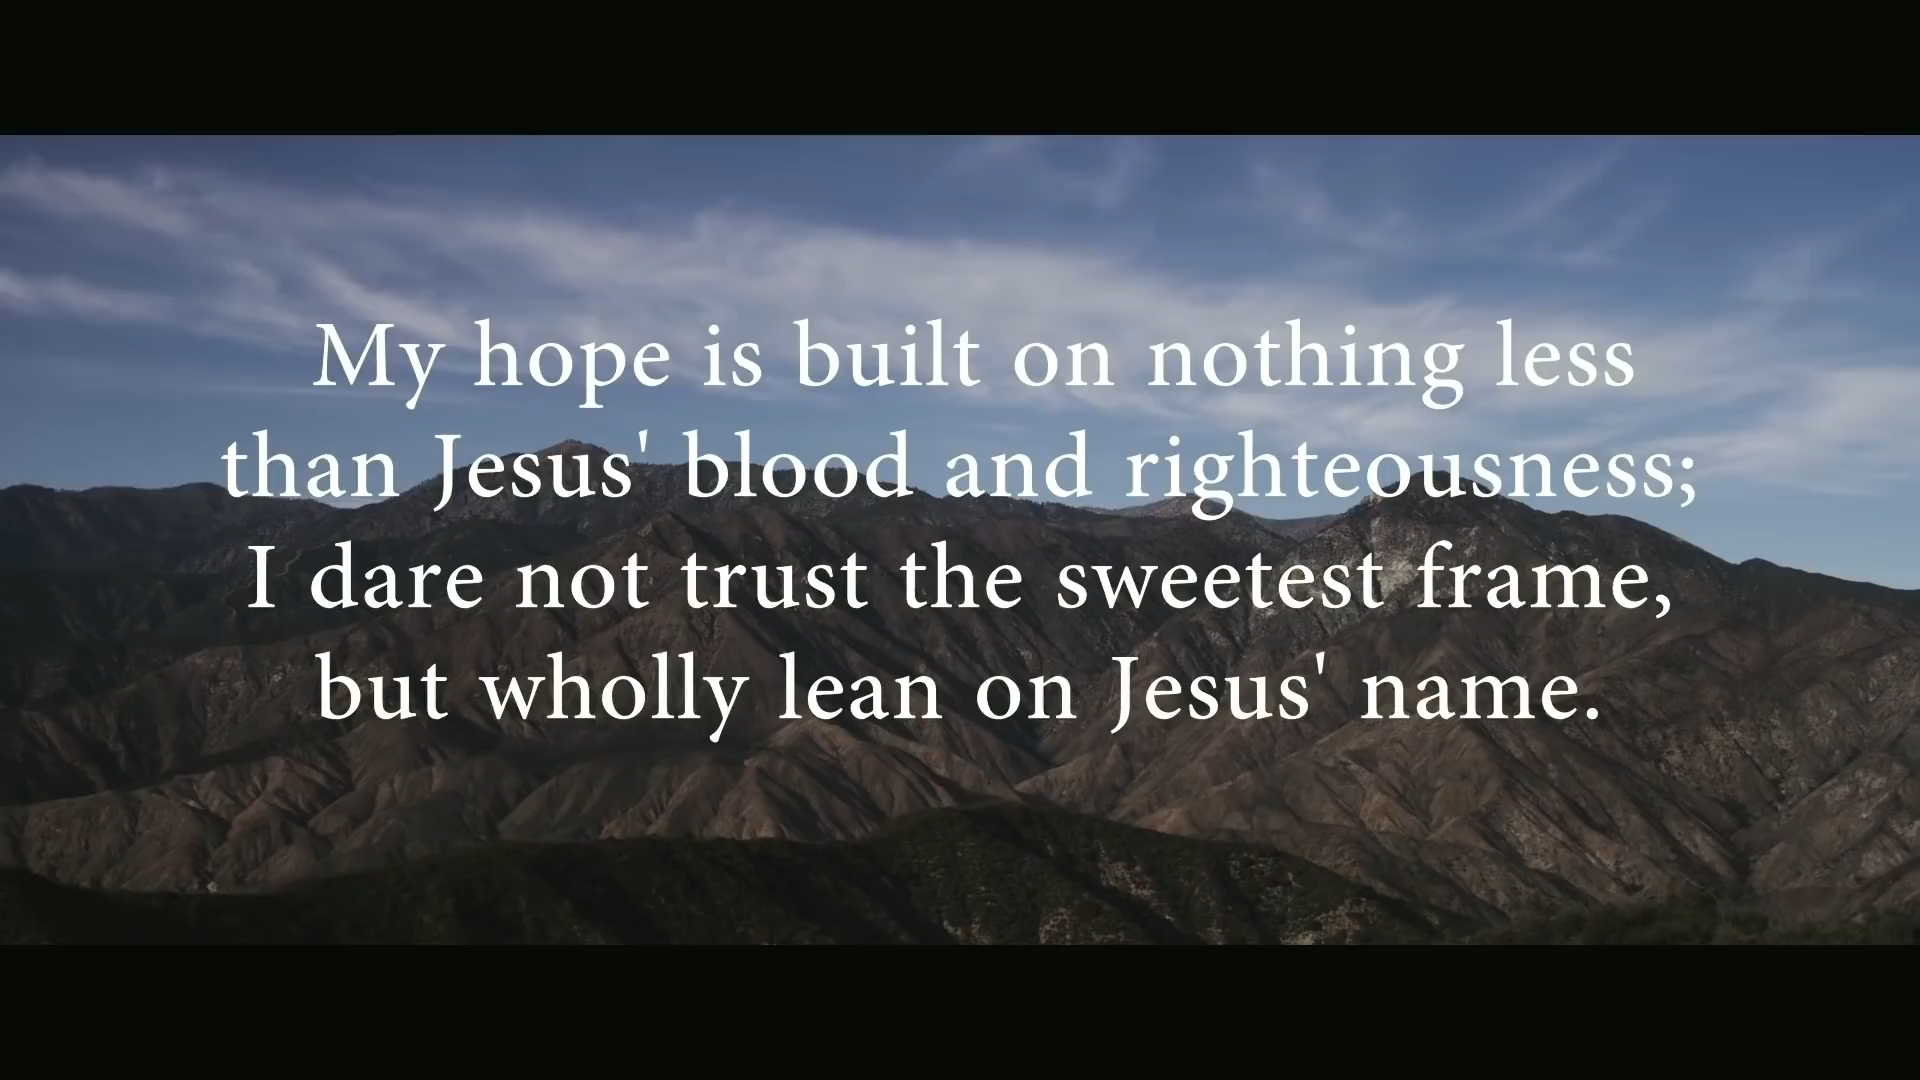 My hope is built on nothing less
than Jesus' blood and righteousness;
I dare not trust the sweetest frame,
but wholly lean on Jesus' name.